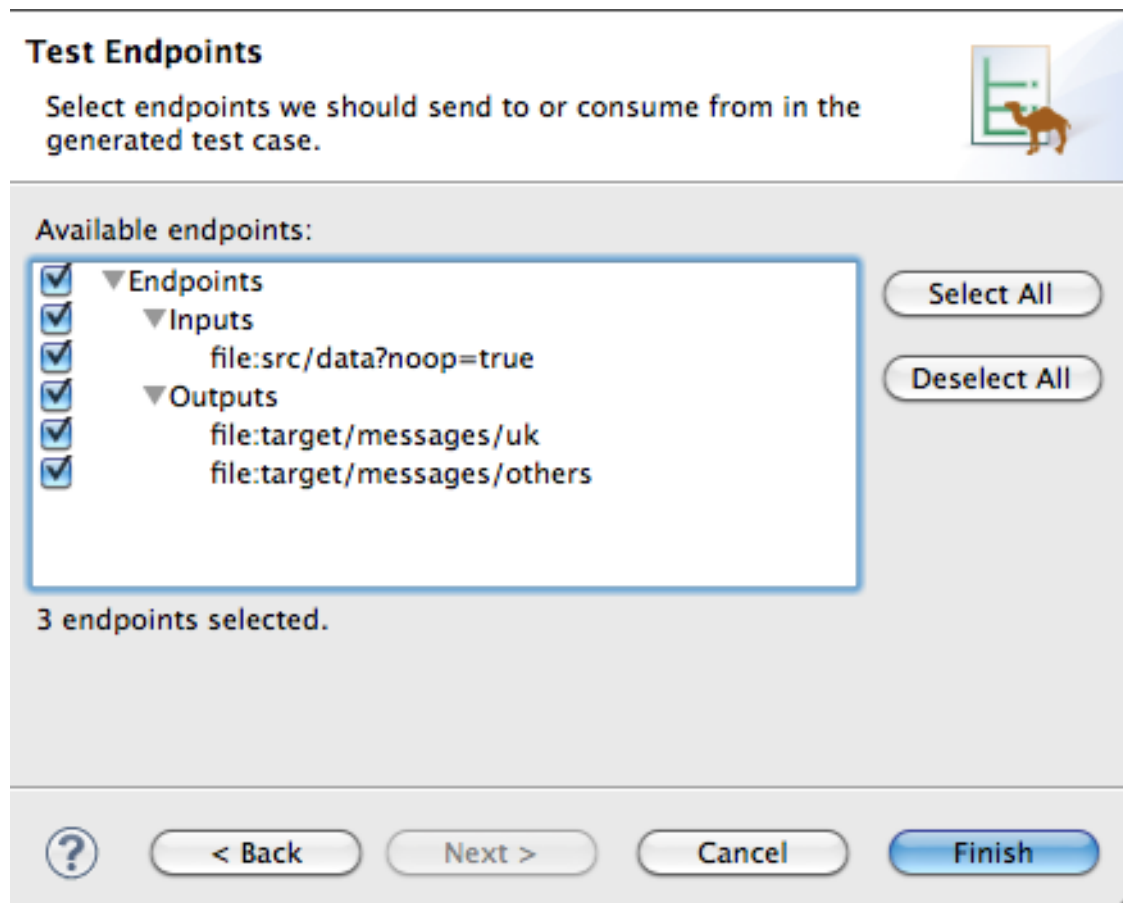 Test Endpoints
Select endpoints we should send to or consume from in the
generated test case.
Available endpoints:
Endpoints
Inputs
file:src/data?noop=true
Outputs
file:target/messages/uk
file:target/messages/others
Select All
Deselect All
3 endpoints selected.
?
< Back
Next >
Cancel
Finish